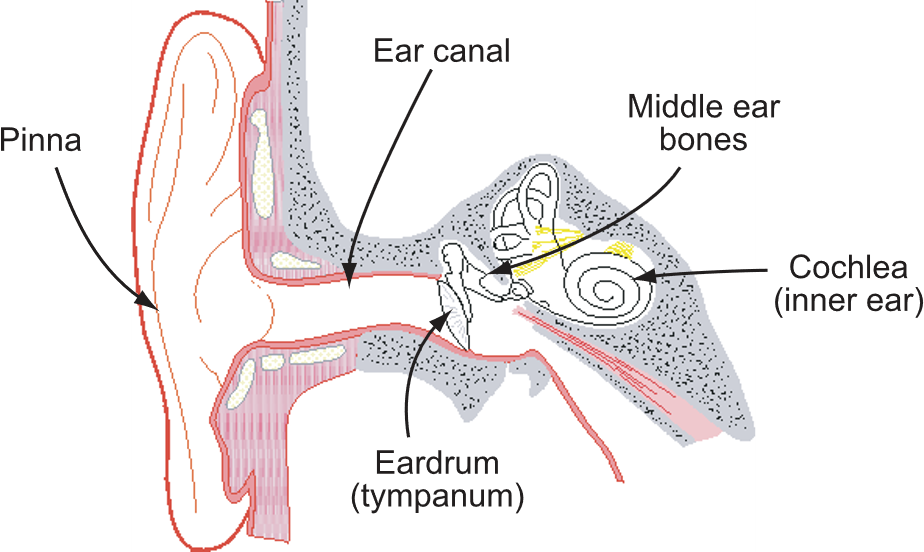 Ear canal
Middle ear
bones
Pinna
Cochlea
(inner ear)
Eardrum
(tympanum)